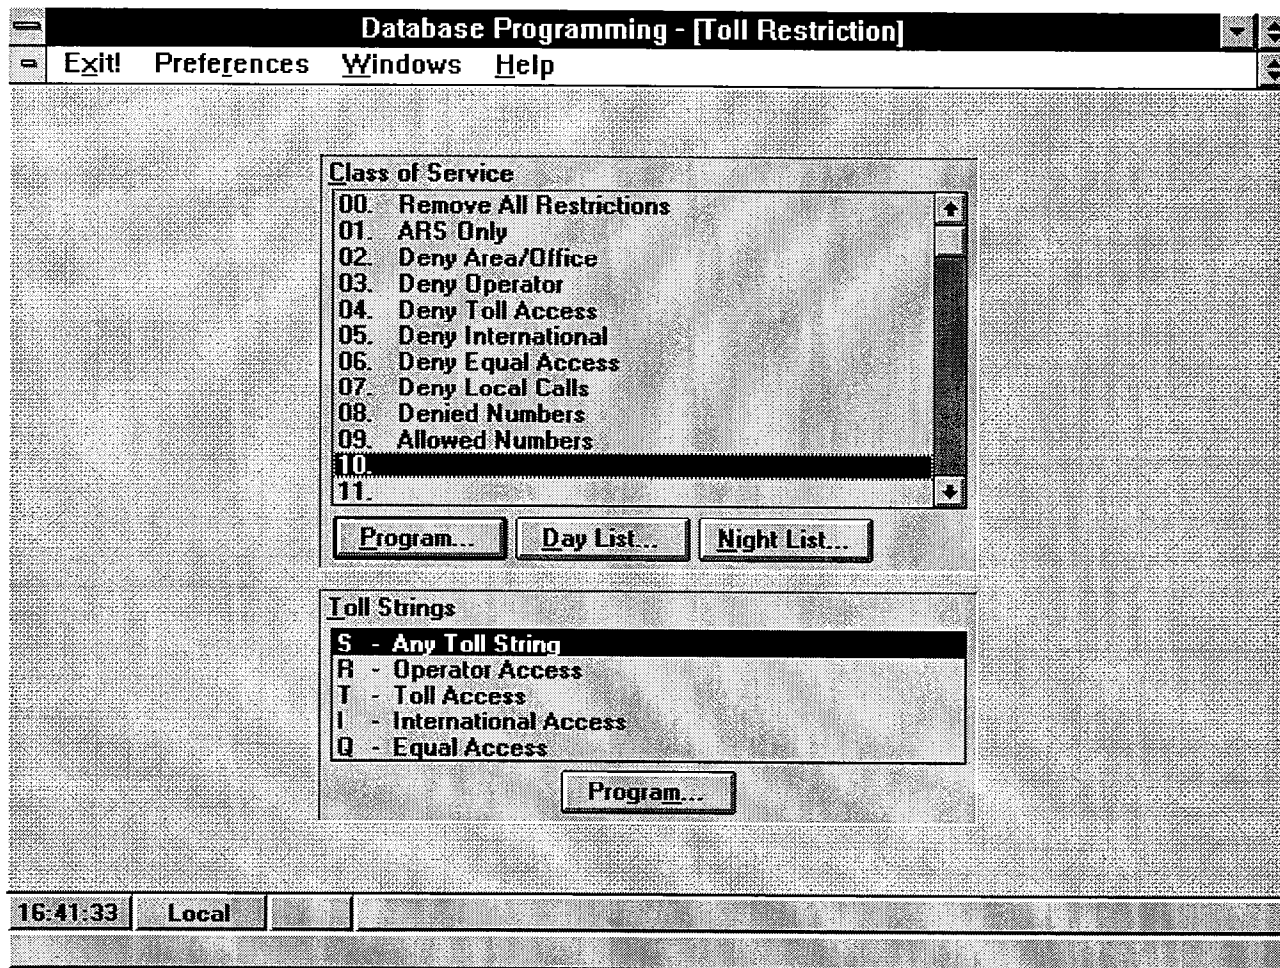 Database Programming - [Toll Restriction]
Exit! Preferences Windows Help
Class of Service
00. Remove All Restrictions
01. ARS Only
02. Deny Area/Office
03. Deny Operator
04. Deny Toll Access
05. Deny International
06. Deny Equal Access
07. Deny Local Calls
08. Denied Numbers
09. Allowed Numbers
10.
11.
Program... Day List... Night List...
Toll Strings
S - Any Toll String
R - Operator Access
T - Toll Access
I - International Access
Q - Equal Access
Program...
16:41:33 Local